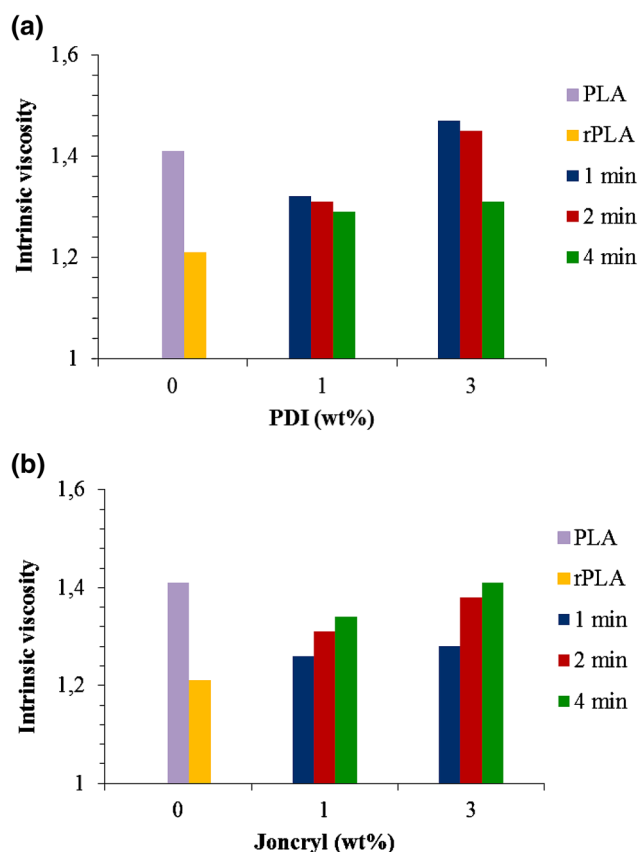 (a)
1,6
1,4
1,2
1
Intrinsic viscosity
0 1 3
PDI (wt%)
PLA
rPLA
1 min
2 min
4 min
(b)
1,6
1,4
1,2
1
Intrinsic viscosity
0 1 3
Joncryl (wt%)
PLA
rPLA
1 min
2 min
4 min